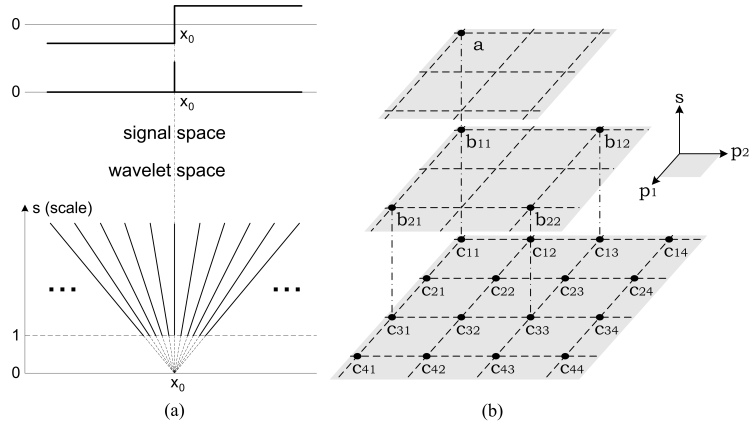 0
x0
0
x0
signal space
wavelet space
s (scale)
...
...
1
0
x0
(a)
a
b11
b12
b21
b22
c11
c12
c13
c14
c21
c22
c23
c24
c31
c32
c33
c34
c41
c42
c43
c44
s
p2
p1
(b)